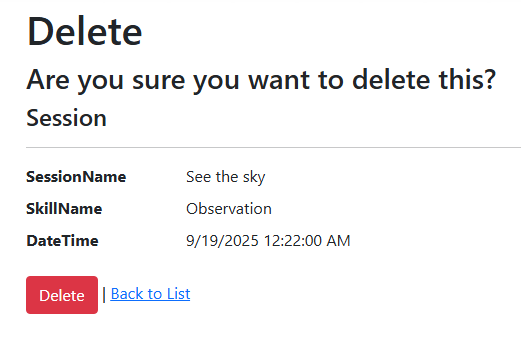 Delete
Are you sure you want to delete this?
Session
SessionName See the sky
SkillName Observation
DateTime 9/19/2025 12:22:00 AM
Delete | Back to List